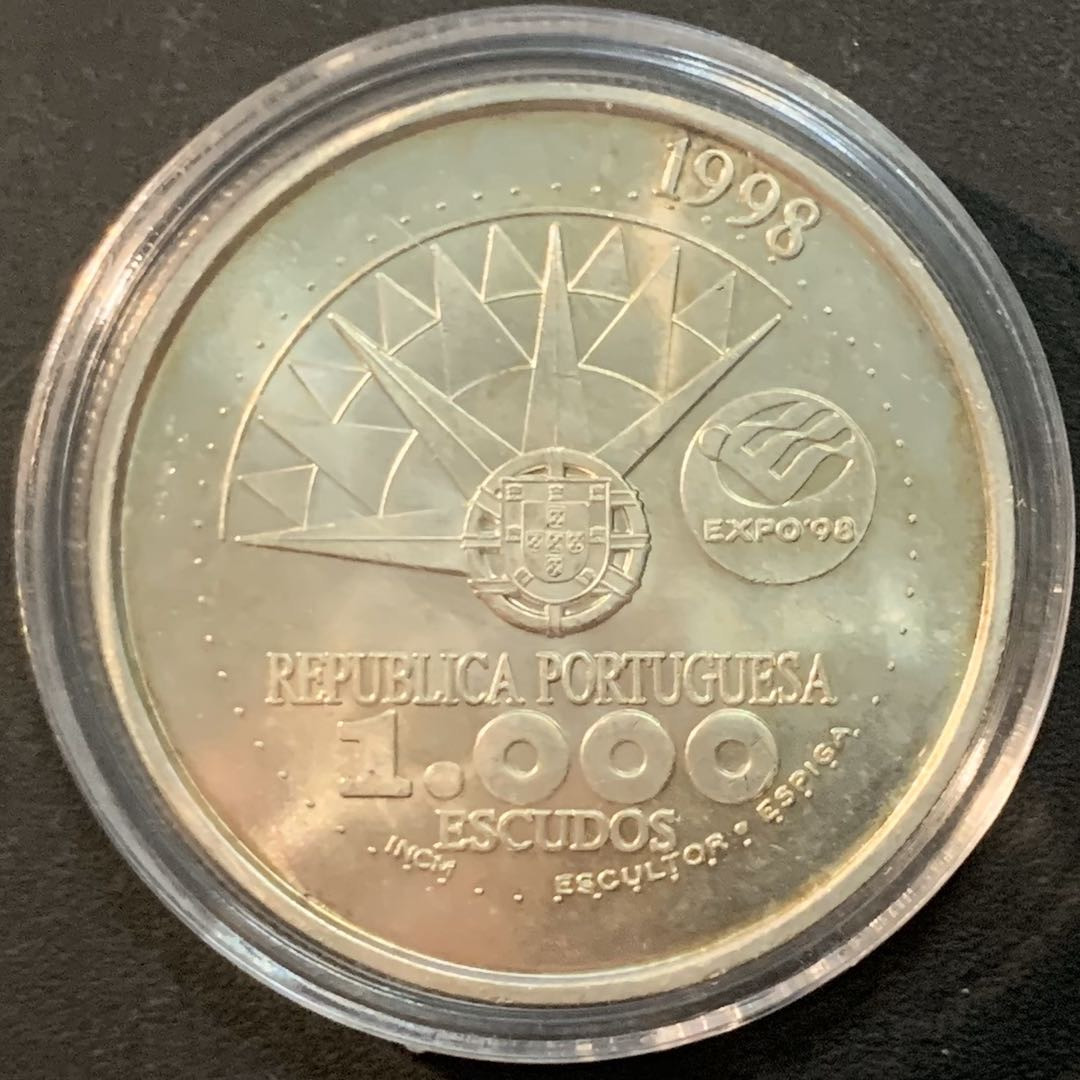 1998
EXPO'98
REPUBLICA PORTUGUESA
1.000
ESCUDOS
INCM
ESCULTOR · ESPIGA